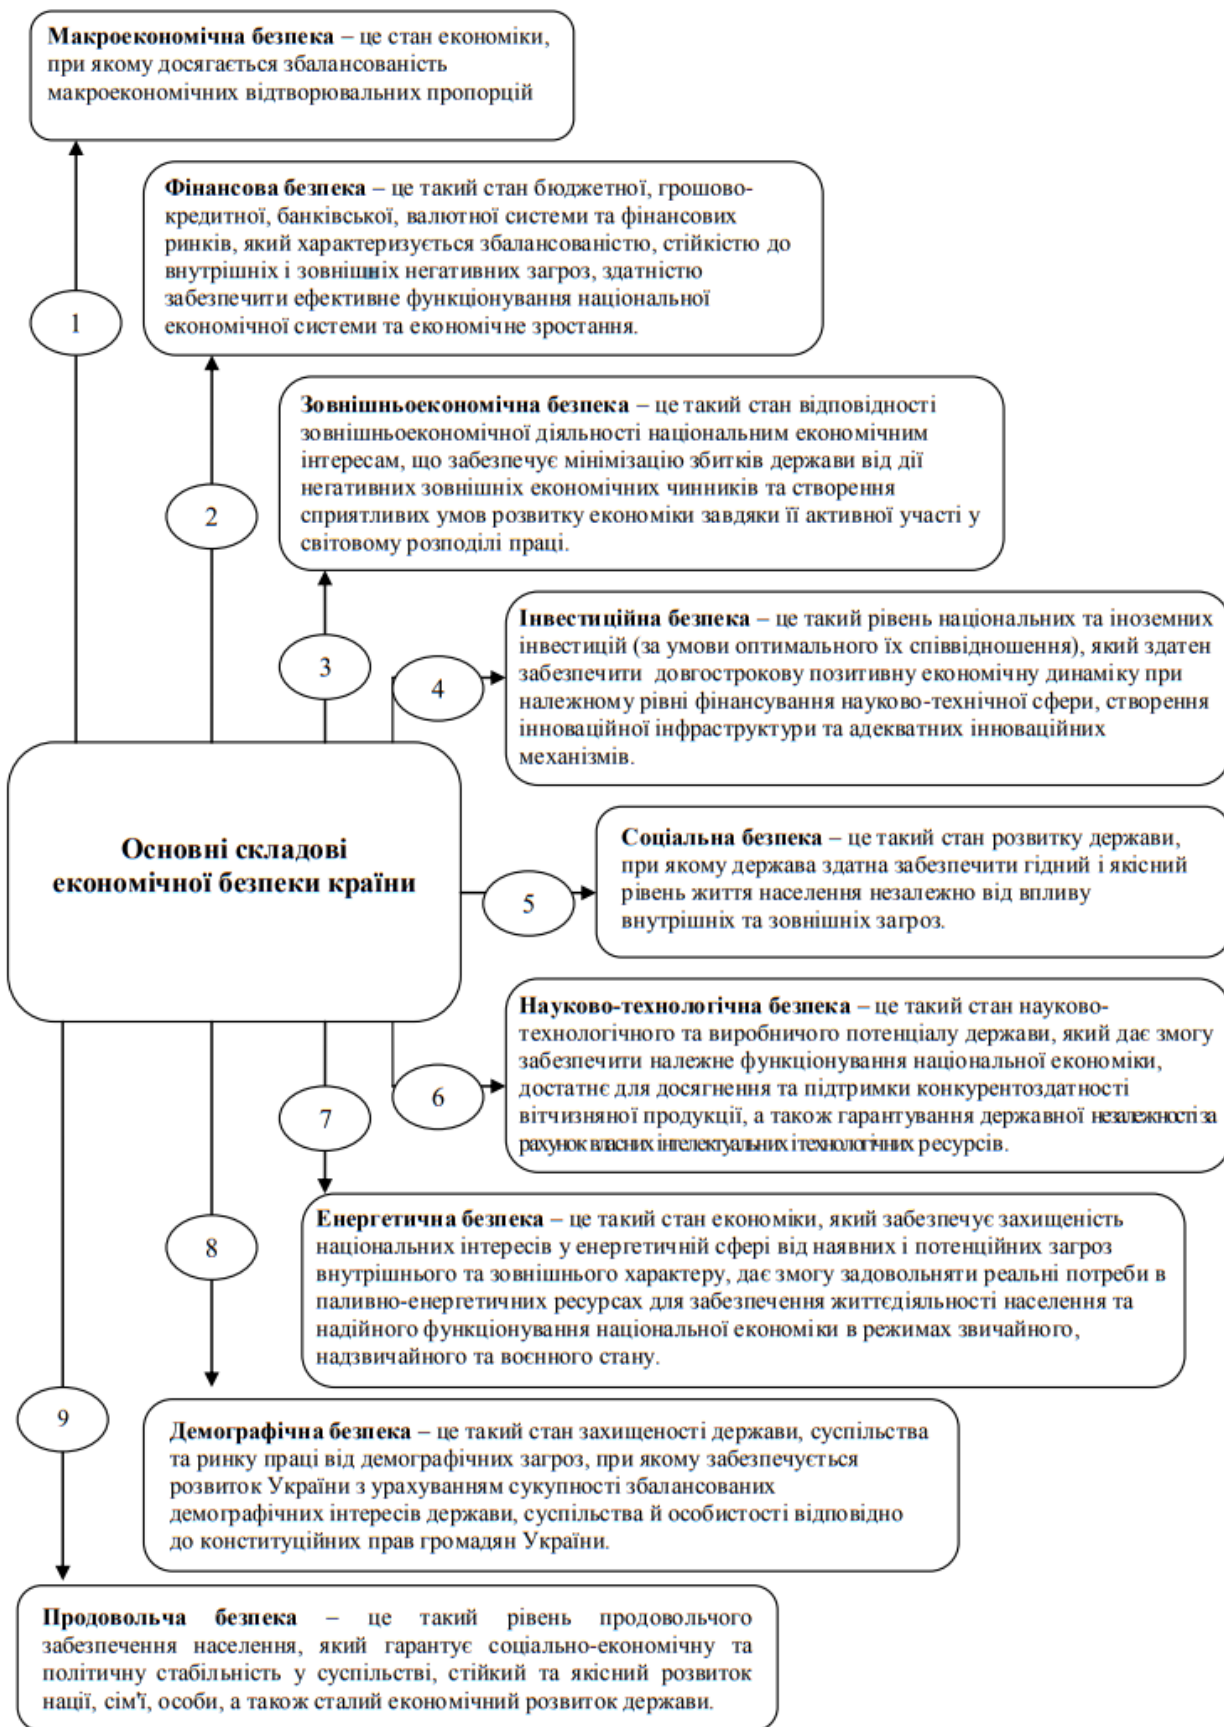 Макроекономічна безпека – це стан економіки,
при якому досягається збалансованість
макроекономічних відтворювальних пропорцій
Фінансова безпека – це такий стан бюджетної, грошово-
кредитної, банківської, валютної системи та фінансових
ринків, який характеризується збалансованістю, стійкістю до
внутрішніх і зовнішніх негативних загроз, здатністю
забезпечити ефективне функціонування національної
економічної системи та економічне зростання.
1
Зовнішньоекономічна безпека – це такий стан відповідності
зовнішньоекономічної діяльності національним економічним
інтересам, що забезпечує мінімізацію збитків держави від дії
негативних зовнішніх економічних чинників та створення
сприятливих умов розвитку економіки завдяки її активної участі у
світовому розподілі праці.
2
Інвестиційна безпека – це такий рівень національних та іноземних
інвестицій (за умови оптимального їх співвідношення), який здатен
забезпечити довгострокову позитивну економічну динаміку при
належному рівні фінансування науково-технічної сфери, створення
інноваційної інфраструктури та адекватних інноваційних
механізмів.
3
4
Основні складові
економічної безпеки країни
Соціальна безпека – це такий стан розвитку держави,
при якому держава здатна забезпечити гідний і якісний
рівень життя населення незалежно від впливу
внутрішніх та зовнішніх загроз.
5
Науково-технологічна безпека – це такий стан науково-
технологічного та виробничого потенціалу держави, який дає змогу
забезпечити належне функціонування національної економіки,
достатнє для досягнення та підтримки конкурентоздатності
вітчизняної продукції, а також гарантування державної незалежності за
рахунок власних інтелектуальних і технологічних ресурсів.
6
7
Енергетична безпека – це такий стан економіки, який забезпечує захищеність
національних інтересів у енергетичній сфері від наявних і потенційних загроз
внутрішнього та зовнішнього характеру, дає змогу задовольняти реальні потреби в
паливно-енергетичних ресурсах для забезпечення життєдіяльності населення та
надійного функціонування національної економіки в режимах звичайного,
надзвичайного та воєнного стану.
8
Демографічна безпека – це такий стан захищеності держави, суспільства
та ринку праці від демографічних загроз, при якому забезпечується
розвиток України з урахуванням сукупності збалансованих
демографічних інтересів держави, суспільства й особистості відповідно
до конституційних прав громадян України.
9
Продовольча безпека – це такий рівень продовольчого
забезпечення населення, який гарантує соціально-економічну та
політичну стабільність у суспільстві, стійкий та якісний розвиток
нації, сім'ї, особи, а також сталий економічний розвиток держави.